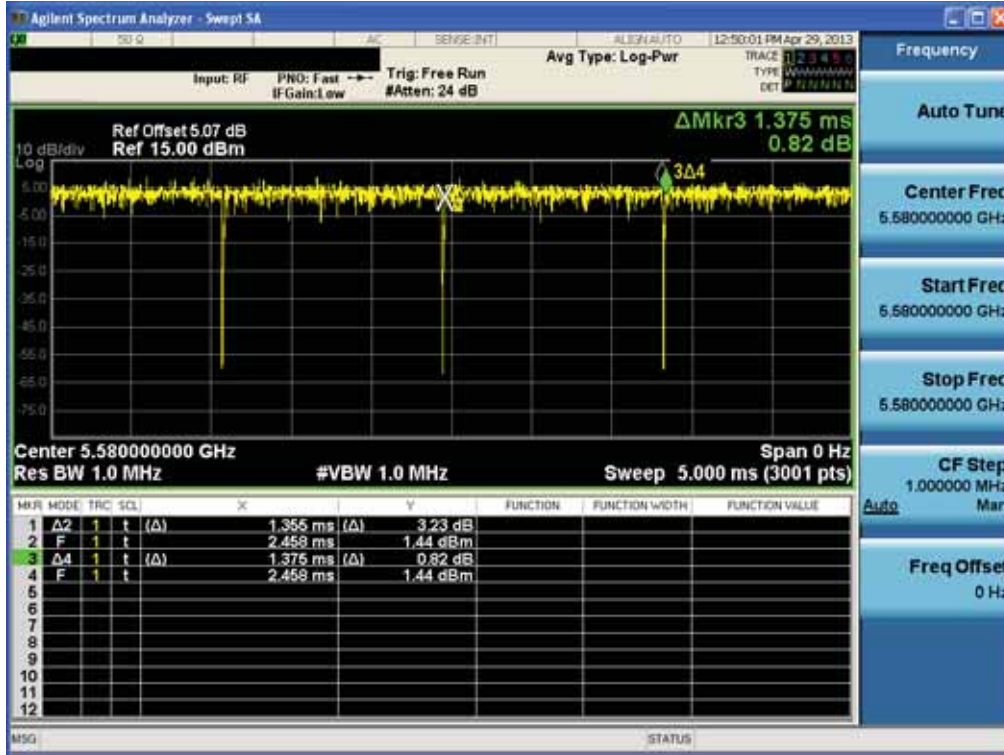 Agilent Spectrum Analyzer - Swept SA
50 Ω AC SENSE:INT ALIGNAUTO 12:50:01 PM Apr 29, 2013
Frequency
Avg Type: Log-Pwr
TRACE 1 2 3 4 5 6
Input: RF PNO: Fast Trig: Free Run
TYPE
IFGain:Low #Atten: 24 dB
DET P N N N N N
Auto Tune
ΔMkr3 1.375 ms
0.82 dB
Ref Offset 5.07 dB
10 dB/div Ref 15.00 dBm
Log
3Δ4
5.00
-5.00
-15.0
-25.0
-35.0
-45.0
-55.0
-65.0
-75.0
Center Freq
5.580000000 GHz
Start Freq
5.580000000 GHz
Stop Freq
5.580000000 GHz
Center 5.580000000 GHz Span 0 Hz
Res BW 1.0 MHz #VBW 1.0 MHz Sweep 5.000 ms (3001 pts)
CF Step
1.000000 MHz
Auto Man
MKR MODE TRC SCL X Y FUNCTION FUNCTION WIDTH FUNCTION VALUE
1 Δ2 1 t (Δ) 1.355 ms (Δ) 3.23 dB
2 F 1 t 2.458 ms 1.44 dBm
3 Δ4 1 t (Δ) 1.375 ms (Δ) 0.82 dB
4 F 1 t 2.458 ms 1.44 dBm
5
6
7
8
9
10
11
12
Freq Offset
0 Hz
MSG STATUS